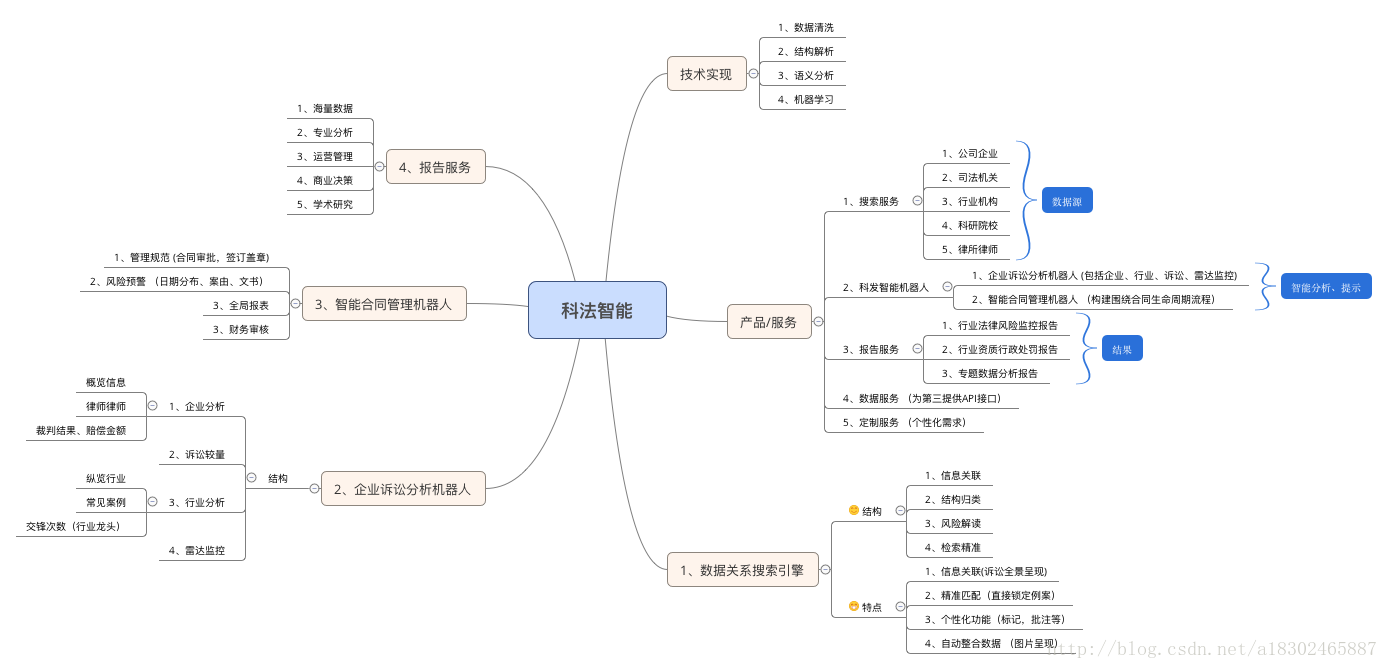 科法智能
技术实现
1、数据清洗
2、结构解析
3、语义分析
4、机器学习
产品/服务
1、搜索服务
1、公司企业
2、司法机关
3、行业机构
4、科研院校
5、律所律师
数据源
2、科发智能机器人
1、企业诉讼分析机器人 (包括企业、行业、诉讼、雷达监控)
2、智能合同管理机器人 （构建围绕合同生命周期流程）
智能分析、提示
3、报告服务
1、行业法律风险监控报告
2、行业资质行政处罚报告
3、专题数据分析报告
结果
4、数据服务 （为第三提供API接口）
5、定制服务 （个性化需求）
1、数据关系搜索引擎
结构
1、信息关联
2、结构归类
3、风险解读
4、检索精准
特点
1、信息关联(诉讼全景呈现)
2、精准匹配（直接锁定例案）
3、个性化功能（标记，批注等）
4、自动整合数据 （图片呈现）
2、企业诉讼分析机器人
结构
1、企业分析
概览信息
律师律师
裁判结果、赔偿金额
2、诉讼较量
3、行业分析
纵览行业
常见案例
交锋次数（行业龙头）
4、雷达监控
3、智能合同管理机器人
1、管理规范 (合同审批，签订盖章)
2、风险预警 （日期分布、案由、文书）
3、全局报表
3、财务审核
4、报告服务
1、海量数据
2、专业分析
3、运营管理
4、商业决策
5、学术研究
http://blog.csdn.net/a18302465887